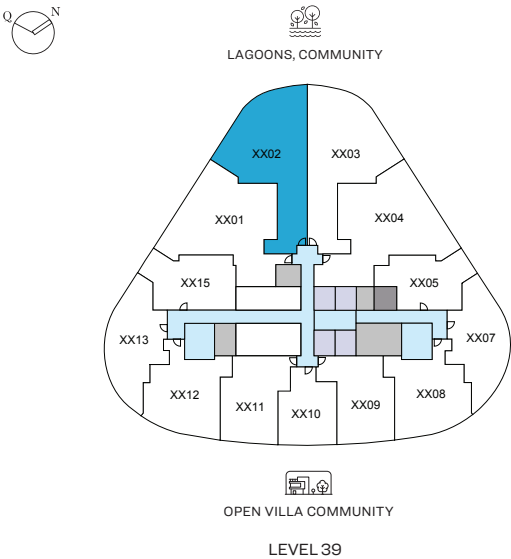 Q N
LAGOONS, COMMUNITY
XX02 XX03
XX01 XX04
XX15 XX05
XX13 XX07
XX12 XX08
XX11 XX10 XX09
OPEN VILLA COMMUNITY
LEVEL 39